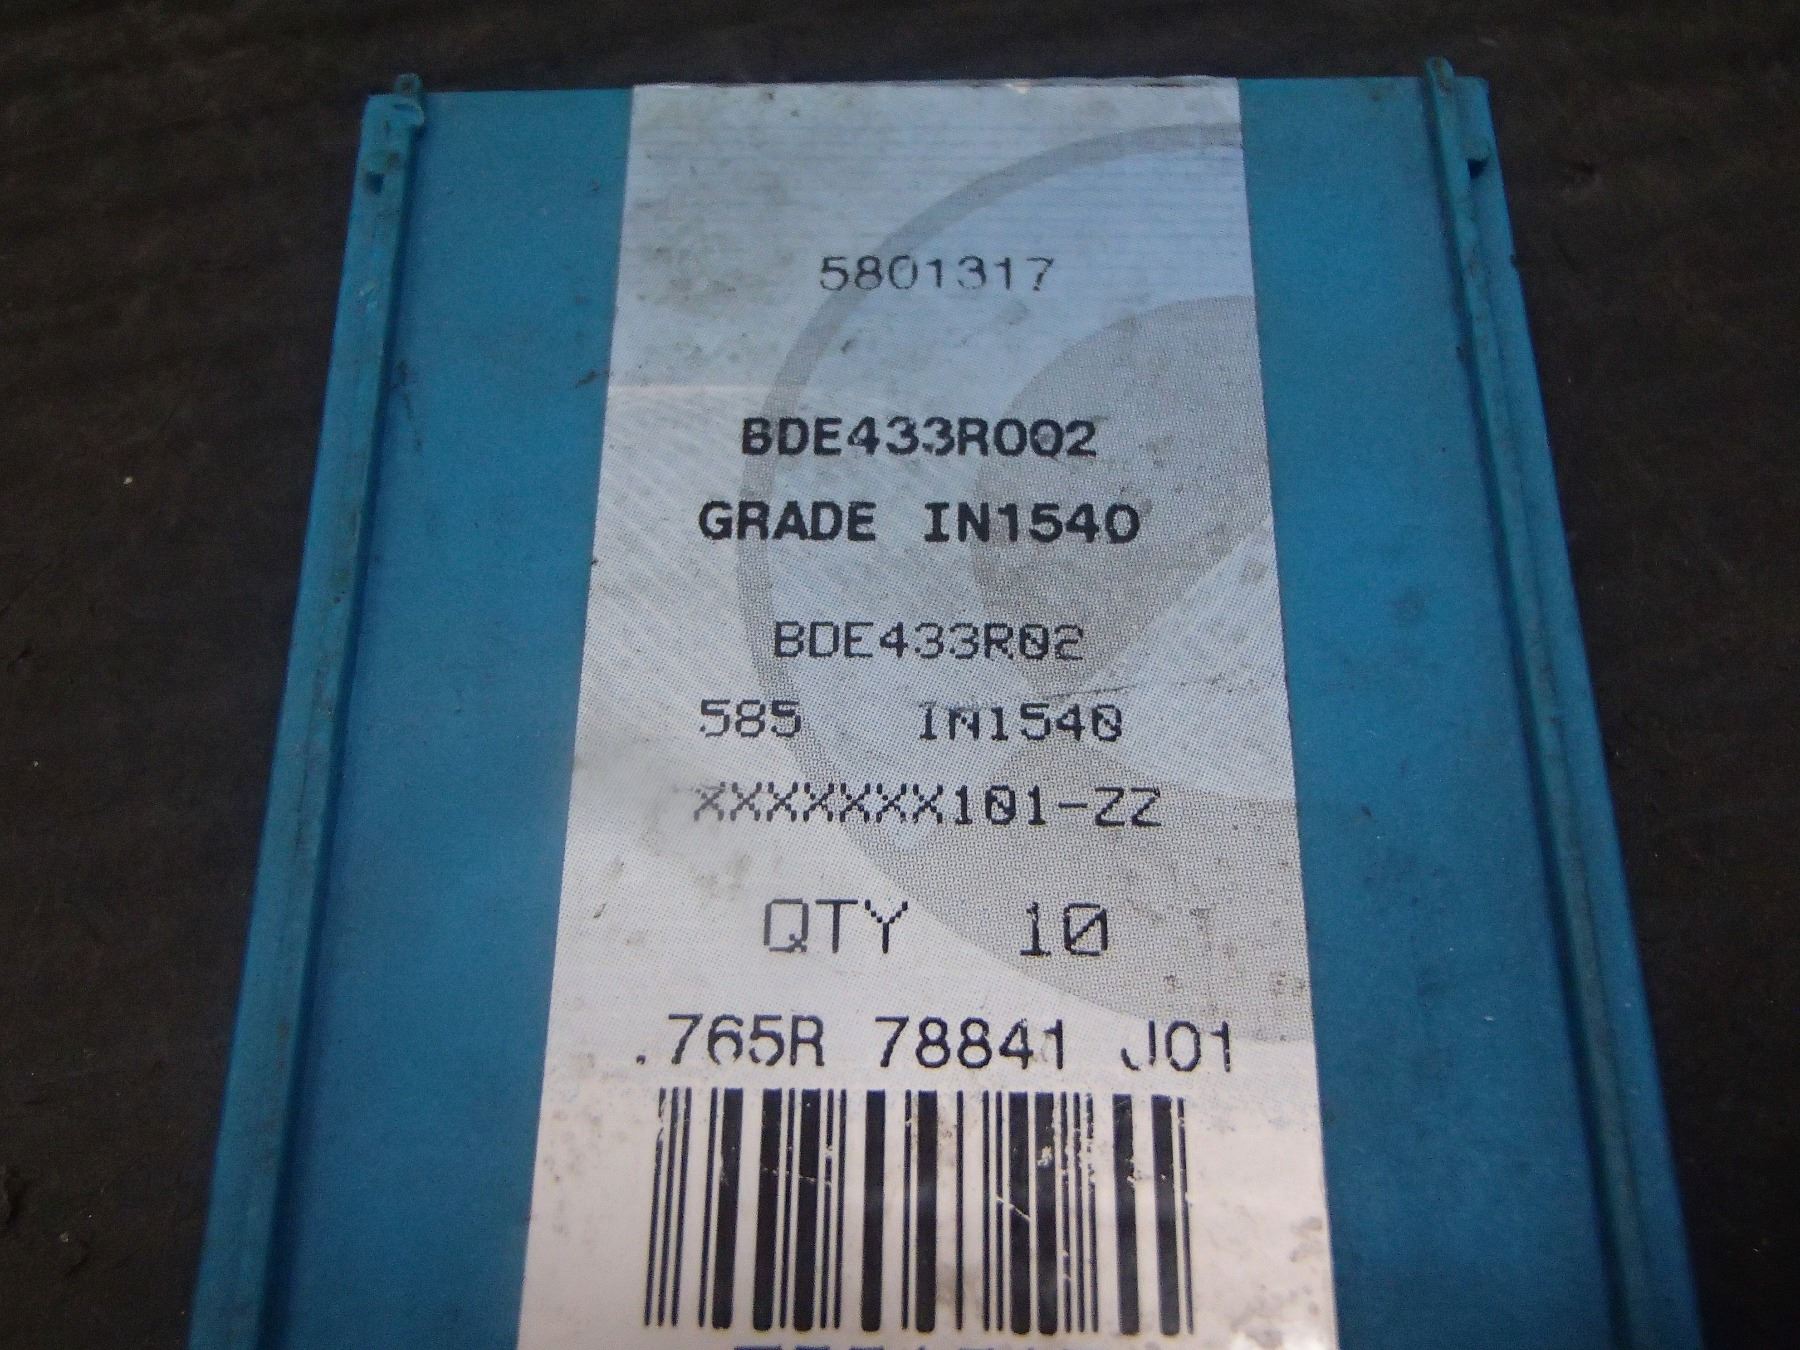 5801317
BDE433R002
GRADE IN1540
BDE433R02
585 IN1540
XXXXXXX101-ZZ
QTY 10
.765R 78841 J01